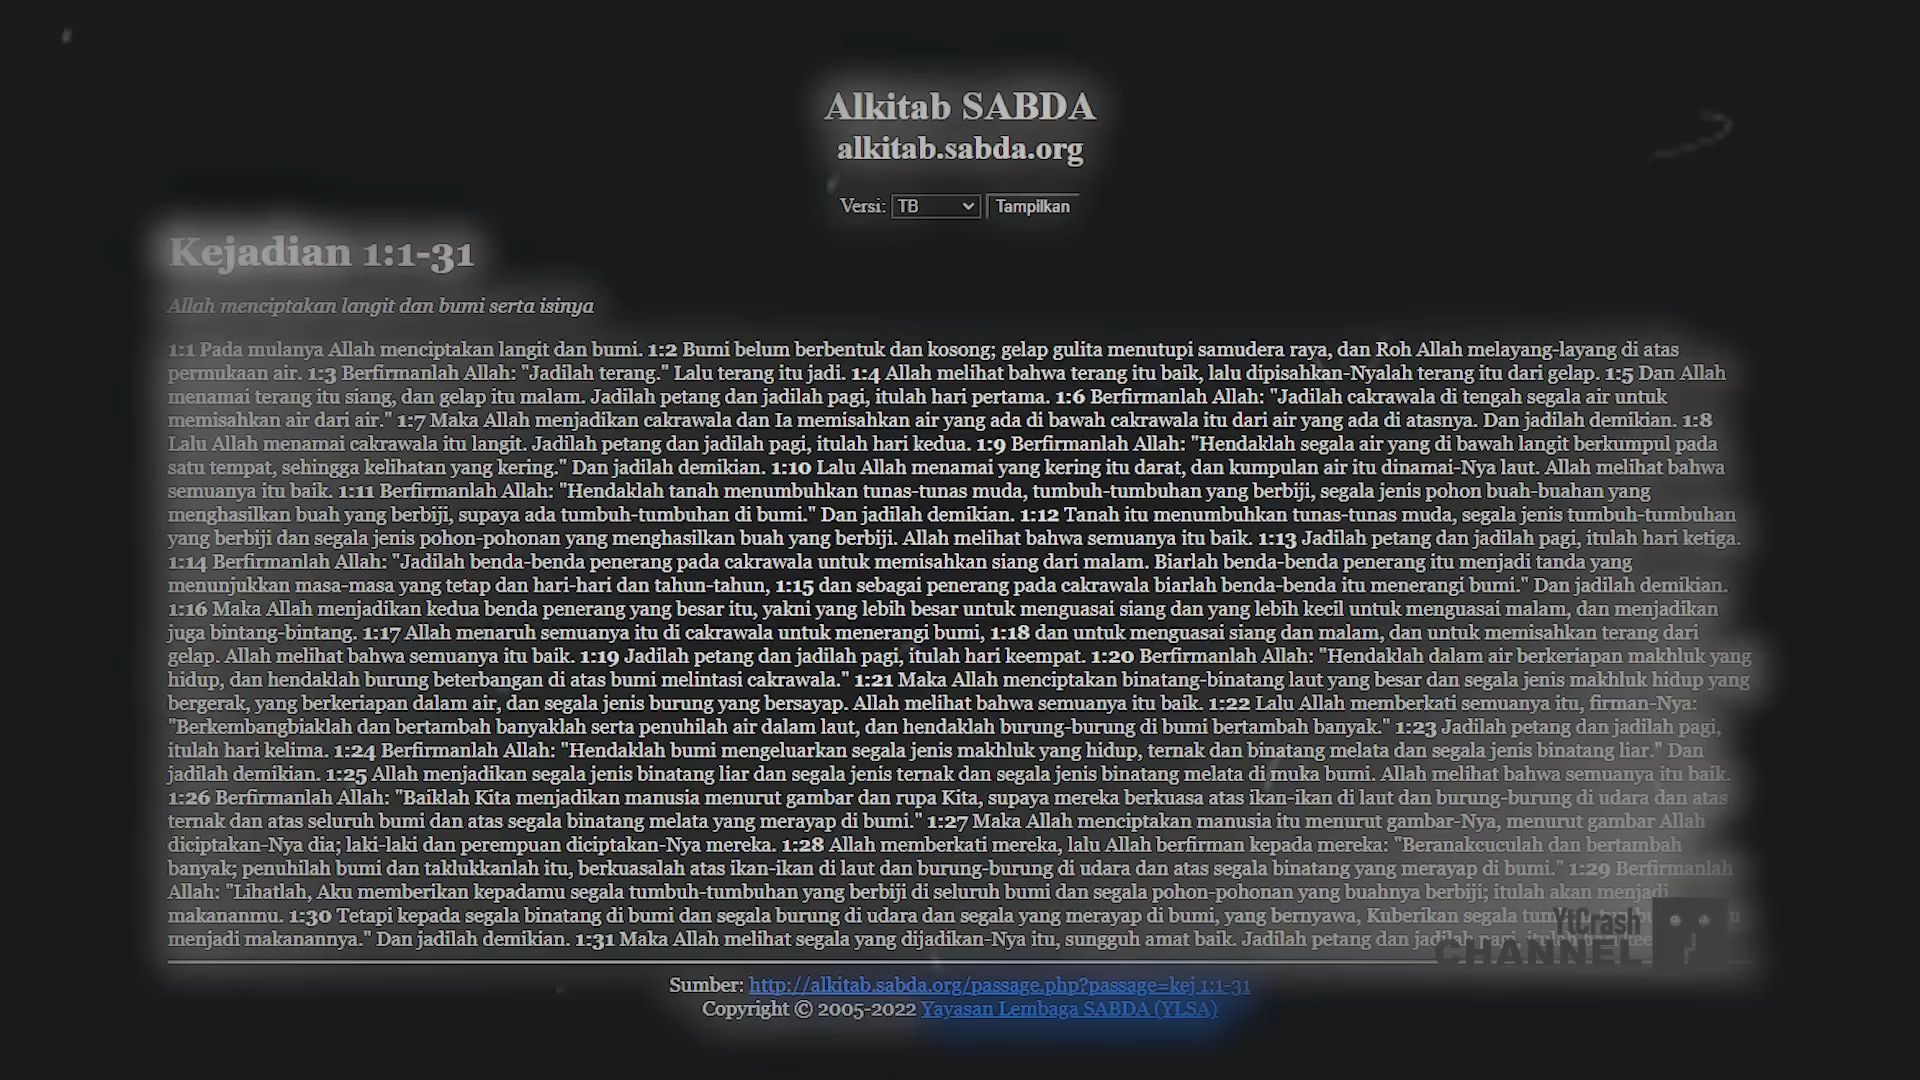 Alkitab SABDA
alkitab.sabda.org
Versi: TB Tampilkan
Kejadian 1:1-31
Allah menciptakan langit dan bumi serta isinya
1:1 Pada mulanya Allah menciptakan langit dan bumi. 1:2 Bumi belum berbentuk dan kosong; gelap gulita menutupi samudera raya, dan Roh Allah melayang-layang di atas
permukaan air. 1:3 Berfirmanlah Allah: "Jadilah terang." Lalu terang itu jadi. 1:4 Allah melihat bahwa terang itu baik, lalu dipisahkan-Nyalah terang itu dari gelap. 1:5 Dan Allah
menamai terang itu siang, dan gelap itu malam. Jadilah petang dan jadilah pagi, itulah hari pertama. 1:6 Berfirmanlah Allah: "Jadilah cakrawala di tengah segala air untuk
memisahkan air dari air." 1:7 Maka Allah menjadikan cakrawala dan Ia memisahkan air yang ada di bawah cakrawala itu dari air yang ada di atasnya. Dan jadilah demikian. 1:8
Lalu Allah menamai cakrawala itu langit. Jadilah petang dan jadilah pagi, itulah hari kedua. 1:9 Berfirmanlah Allah: "Hendaklah segala air yang di bawah langit berkumpul pada
satu tempat, sehingga kelihatan yang kering." Dan jadilah demikian. 1:10 Lalu Allah menamai yang kering itu darat, dan kumpulan air itu dinamai-Nya laut. Allah melihat bahwa
semuanya itu baik. 1:11 Berfirmanlah Allah: "Hendaklah tanah menumbuhkan tunas-tunas muda, tumbuh-tumbuhan yang berbiji, segala jenis pohon buah-buahan yang
menghasilkan buah yang berbiji, supaya ada tumbuh-tumbuhan di bumi." Dan jadilah demikian. 1:12 Tanah itu menumbuhkan tunas-tunas muda, segala jenis tumbuh-tumbuhan
yang berbiji dan segala jenis pohon-pohonan yang menghasilkan buah yang berbiji. Allah melihat bahwa semuanya itu baik. 1:13 Jadilah petang dan jadilah pagi, itulah hari ketiga.
1:14 Berfirmanlah Allah: "Jadilah benda-benda penerang pada cakrawala untuk memisahkan siang dari malam. Biarlah benda-benda penerang itu menjadi tanda yang
menunjukkan masa-masa yang tetap dan hari-hari dan tahun-tahun, 1:15 dan sebagai penerang pada cakrawala biarlah benda-benda itu menerangi bumi." Dan jadilah demikian.
1:16 Maka Allah menjadikan kedua benda penerang yang besar itu, yakni yang lebih besar untuk menguasai siang dan yang lebih kecil untuk menguasai malam, dan menjadikan
juga bintang-bintang. 1:17 Allah menaruh semuanya itu di cakrawala untuk menerangi bumi, 1:18 dan untuk menguasai siang dan malam, dan untuk memisahkan terang dari
gelap. Allah melihat bahwa semuanya itu baik. 1:19 Jadilah petang dan jadilah pagi, itulah hari keempat. 1:20 Berfirmanlah Allah: "Hendaklah dalam air berkeriapan makhluk yang
hidup, dan hendaklah burung beterbangan di atas bumi melintasi cakrawala." 1:21 Maka Allah menciptakan binatang-binatang laut yang besar dan segala jenis makhluk hidup yang
bergerak, yang berkeriapan dalam air, dan segala jenis burung yang bersayap. Allah melihat bahwa semuanya itu baik. 1:22 Lalu Allah memberkati semuanya itu, firman-Nya:
"Berkembangbiaklah dan bertambah banyaklah serta penuhilah air dalam laut, dan hendaklah burung-burung di bumi bertambah banyak." 1:23 Jadilah petang dan jadilah pagi,
itulah hari kelima. 1:24 Berfirmanlah Allah: "Hendaklah bumi mengeluarkan segala jenis makhluk yang hidup, ternak dan binatang melata dan segala jenis binatang liar." Dan
jadilah demikian. 1:25 Allah menjadikan segala jenis binatang liar dan segala jenis ternak dan segala jenis binatang melata di muka bumi. Allah melihat bahwa semuanya itu baik.
1:26 Berfirmanlah Allah: "Baiklah Kita menjadikan manusia menurut gambar dan rupa Kita, supaya mereka berkuasa atas ikan-ikan di laut dan burung-burung di udara dan atas
ternak dan atas seluruh bumi dan atas segala binatang melata yang merayap di bumi." 1:27 Maka Allah menciptakan manusia itu menurut gambar-Nya, menurut gambar Allah
diciptakan-Nya dia; laki-laki dan perempuan diciptakan-Nya mereka. 1:28 Allah memberkati mereka, lalu Allah berfirman kepada mereka: "Beranakcuculah dan bertambah
banyak; penuhilah bumi dan taklukkanlah itu, berkuasalah atas ikan-ikan di laut dan burung-burung di udara dan atas segala binatang yang merayap di bumi." 1:29 Berfirmanlah
Allah: "Lihatlah, Aku memberikan kepadamu segala tumbuh-tumbuhan yang berbiji di seluruh bumi dan segala pohon-pohonan yang buahnya berbiji; itulah akan menjadi
makananmu. 1:30 Tetapi kepada segala binatang di bumi dan segala burung di udara dan segala yang merayap di bumi, yang bernyawa, Kuberikan segala
menjadi makanannya." Dan jadilah demikian. 1:31 Maka Allah melihat segala yang dijadikan-Nya itu, sungguh amat baik. Jadilah petang dan jadilah pagi,
YtCrash
CHANNEL
Sumber: http://alkitab.sabda.org/passage.php?passage=kej 1:1-31
Copyright © 2005-2022 Yayasan Lembaga SABDA (YLSA)